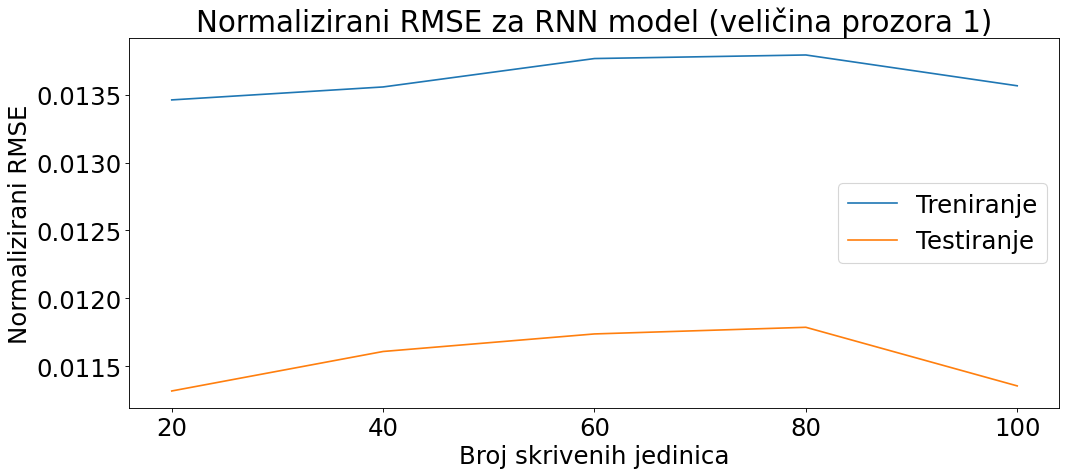 Normalizirani RMSE za RNN model (veličina prozora 1)
Normalizirani RMSE
0.0135
0.0130
0.0125
0.0120
0.0115
Treniranje
Testiranje
20 40 60 80 100
Broj skrivenih jedinica